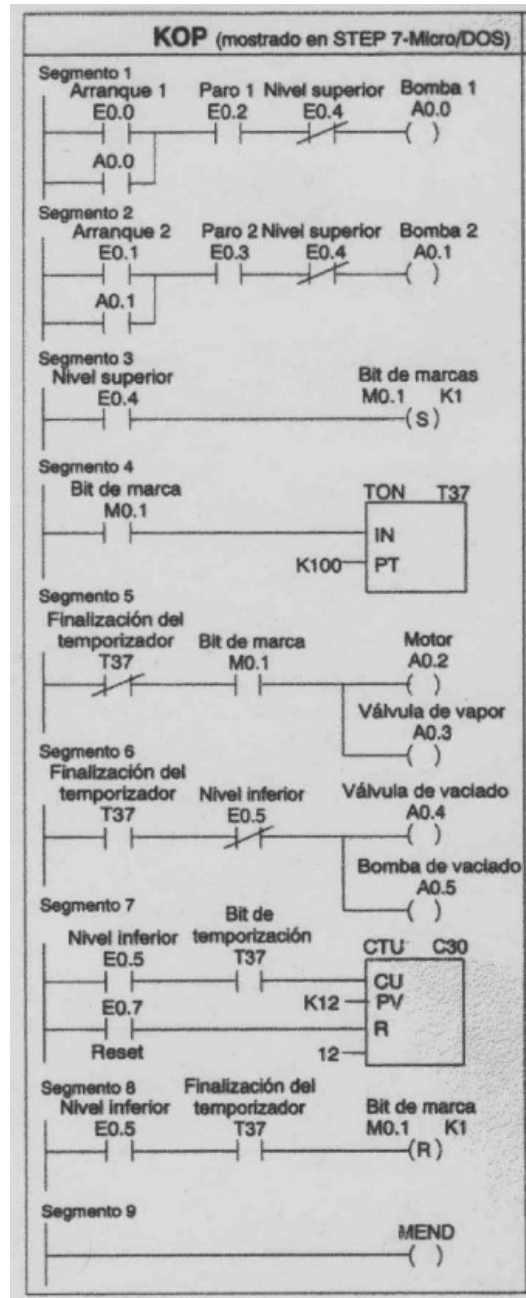 KOP (mostrado en STEP 7-Micro/DOS)
Segmento 1
Arranque 1 Paro 1 Nivel superior Bomba 1
E0.0 E0.2 E0.4 A0.0
A0.0
Segmento 2
Arranque 2 Paro 2 Nivel superior Bomba 2
E0.1 E0.3 E0.4 A0.1
A0.1
Segmento 3
Nivel superior Bit de marcas
E0.4 M0.1 K1
S
Segmento 4
Bit de marca TON T37
M0.1
IN
K100 PT
Segmento 5
Finalización del
temporizador Bit de marca Motor
T37 M0.1 A0.2
Válvula de vapor
A0.3
Segmento 6
Finalización del
temporizador Nivel inferior Válvula de vaciado
T37 E0.5 A0.4
Bomba de vaciado
A0.5
Segmento 7
Bit de
Nivel inferior temporización
E0.5 T37 CTU C30
CU
E0.7 K12 PV
R
Reset 12
Segmento 8
Finalización del
Nivel inferior temporizador Bit de marca
E0.5 T37 M0.1 K1
(R)
Segmento 9
MEND